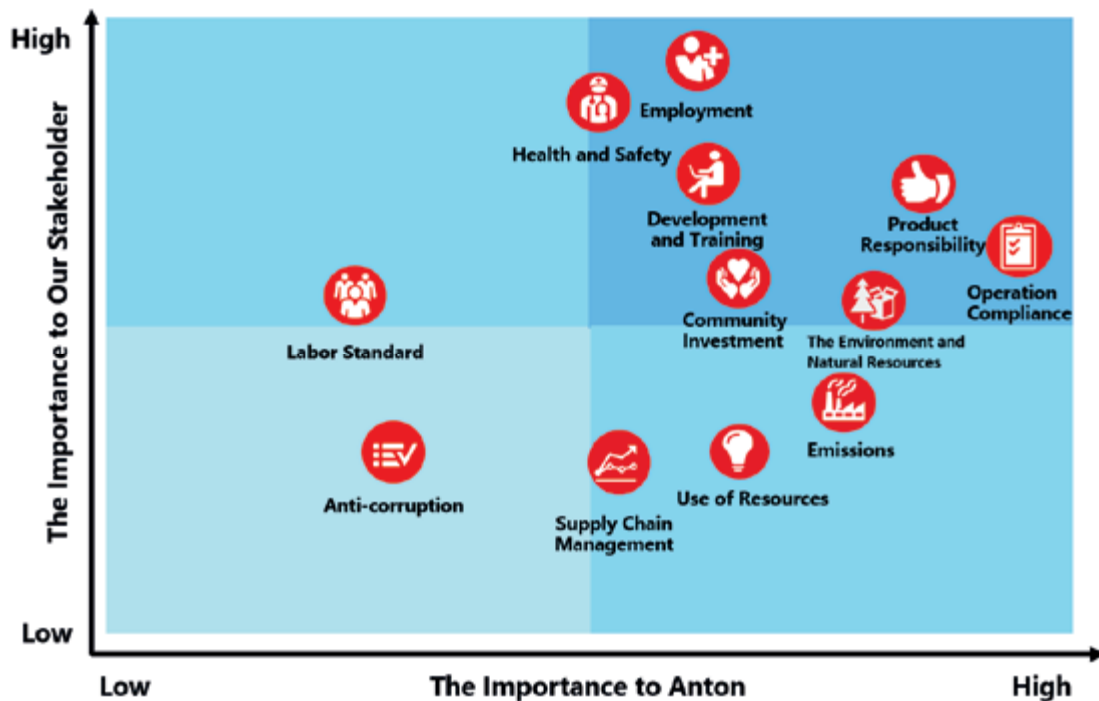 High
The Importance to Our Stakeholder
Employment
Health and Safety
Development
and Training
Product
Responsibility
Operation
Compliance
Community
Investment
The Environment and
Natural Resources
Labor Standard
Emissions
Anti-corruption
Use of Resources
Supply Chain
Management
Low
Low
The Importance to Anton
High